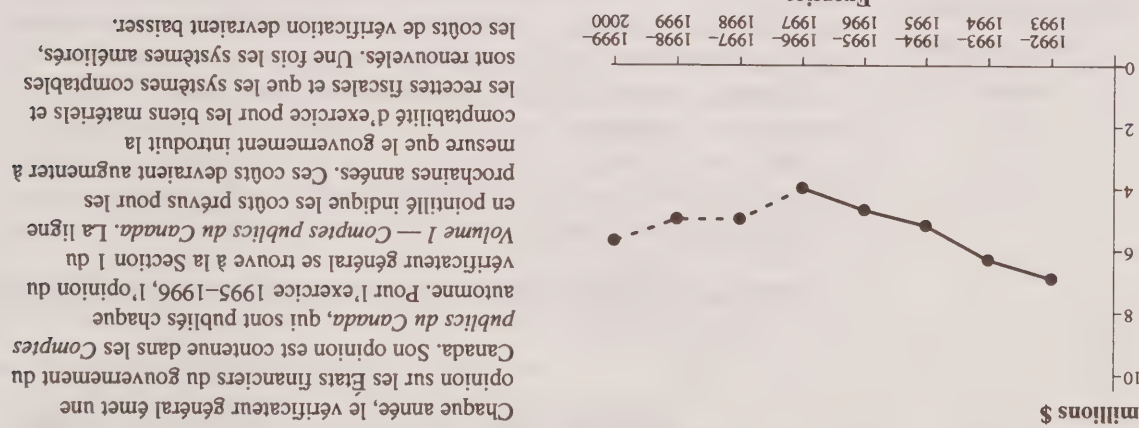 millions $
10
8
6
4
2
0
1992– 1993– 1994– 1995– 1996– 1997– 1998– 1999–
1993 1994 1995 1996 1997 1998 1999 2000
Exercice
Chaque année, le vérificateur général émet une
opinion sur les États financiers du gouvernement du
Canada. Son opinion est contenue dans les Comptes
publics du Canada, qui sont publiés chaque
automne. Pour l'exercice 1995–1996, l'opinion du
vérificateur général se trouve à la Section 1 du
Volume 1 — Comptes publics du Canada. La ligne
en pointillé indique les coûts prévus pour les
prochaines années. Ces coûts devraient augmenter à
mesure que le gouvernement introduit la
comptabilité d'exercice pour les biens matériels et
les recettes fiscales et que les systèmes comptables
sont renouvelés. Une fois les systèmes améliorés,
les coûts de vérification devraient baisser.